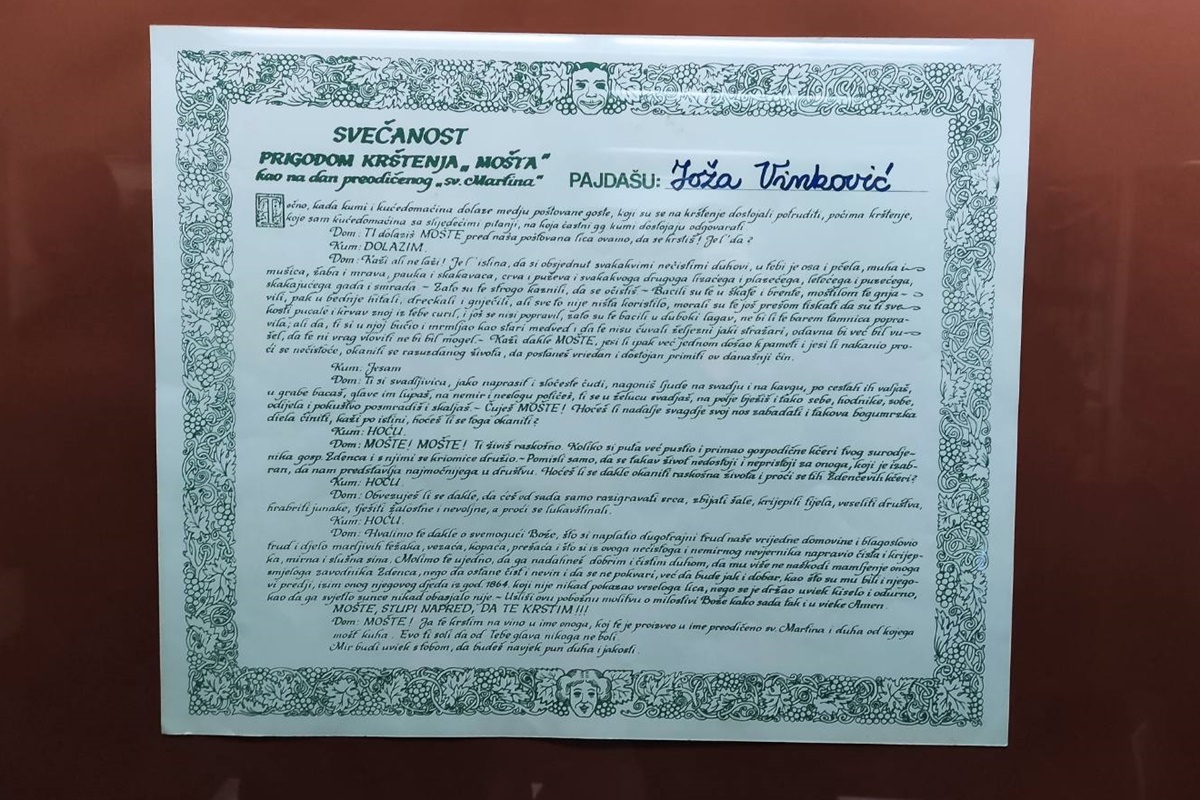 SVEČANOST
PRIGODOM KRŠTENJA „MOŠTA"
kao na dan preodičenog „sv. Martina"
PAJDAŠU: Joža Vinković
Točno, kada kumi i kućedomaćina dolaze medju poštovane goste, koji su se na krštenje dostojali potruditi, počima krštenje,
koje sam kućedomaćina sa slijedećimi pitanji, na koja častni gg kumi dostojaju odgovarati.
Dom: TI dolaziš MOŠTE pred naša poštovana lica ovamo, da se krstiš! Jel' da?
Kum: DOLAZIM.
Dom: Kaži ali ne laži! Jel' istina, da si obsjednut svakakvimi nečistimi duhovi, u tebi je osa i pčela, muha i
mušica, žaba i mrava, pauka i skakavaca, crva i puževa i svakakvoga drugoga lizaćega i plazećega, letećega i puzećega,
skakajućega gada i smrada - Zato su te strogo kaznili, da se očistiš - Bacili su te u škafe i brente, moštilom te gnja-
vili, pak u bednje hitali, dreckali i gnječili, ali sve to nije ništa koristilo, morali su te još prešom tiskati da su ti sve
kosti pucale i krvav znoj iz tebe curil, i još se nisi popravil, zato su te bacili u duboki lagav, ne bi li te barem tamnica popra-
vila; ali da, ti si u njoj bučio i mrmljao kao stari medved i da te nisu čuvali željezni jaki stražari, odavna bi već bil vu-
žel, da te ni vrag vloviti ne bi bil mogel. - Kaži dakle MOŠTE, jesi li ipak već jednom došao k pameti i jesi li nakanio pro-
ći se nečistoće, okaniti se razuzdanog života, da postaneš vriedan i dostojan primiti ov današnji čin.
Kum: Jesam
Dom: Ti si svadljivica, jako naprasit i zločeste ćudi, nagoniš ljude na svadju i na kavgu, po cestah ih valjaš,
u grabe bacaš, glave im lupaš, na nemir i neslogu potičeš, ti se u želucu svadjaš, na polje bježiš i tako sebe, hodnike, sobe,
odijela i pokućtvo posmradiš i skaljaš - Čuješ MOŠTE! Hoćeš li nadalje svagdje svoj nos zabadati i takova bogumrzka
diela činiti, kaži po istini, hoćeš li se toga okaniti?
Kum: HOĆU.
Dom: MOŠTE! MOŠTE! Ti živiš raskošno. Koliko si puta već pustio i primao gospodične kćeri tvog surodje-
nika gosp. Zdenca i s njimi se kriomice družio - Pomisli samo, da se takav život nedostoji i nepristoji za onoga, koji je izab-
ran, da nam predstavlja najmoćnijega u društvu. Hoćeš li se dakle okaniti raskošna života i proći se tih Zdenčevih kćeri?
Kum: HOĆU.
Dom: Obvezuješ li se dakle, da ćeš od sada samo razigravati srca, zbijati šale, krijepiti tijela, veseliti društva,
hrabriti junake, tješiti žalostne i nevoljne, a proći se lukavštinah.
Kum: HOĆU.
Dom: Hvalimo te dakle o svemogući Bože, što si naplatio dugotrajni trud naše vrijedne domovine i blagoslovio
trud i djelo marljivih težaka, vezača, kopača, prešača i što si iz ovoga nečistoga i nemirnog nevjernika napravio čista i krijep-
ka, mirna i slušna sina. Molimo te ujedno, da ga nadahneš dobrim i čistim duhom, da mu više ne naškodi mamljenje onoga
smjeloga zavodnika Zdenca, nego da ostane čist i nevin i da se ne pokvari, već da bude jak i dobar, kao što su mu bili i njego-
vi predji, izim onog njegovog djeda iz god. 1864. koji nije nikad pokazao veseloga lica, nego se je držao uviek kiselo i odurno,
kao da ga svjetlo sunce nikad obasjalo nije - Usliši ovu pobožnu molitvu o milostivi Bože kako sada tak i u vieke Amen.
MOŠTE, STUPI NAPRED, DA TE KRSTIM!!!
Dom: MOŠTE! Ja te krstim na vino u ime onoga, koj te je proizveo u ime preodičeno sv. Martina i duha od kojega
mošt kuha. Evo ti soli da od Tebe glava nikoga ne boli.
Mir budi uviek s tobom, da budeš navjek pun duha i jakosti.